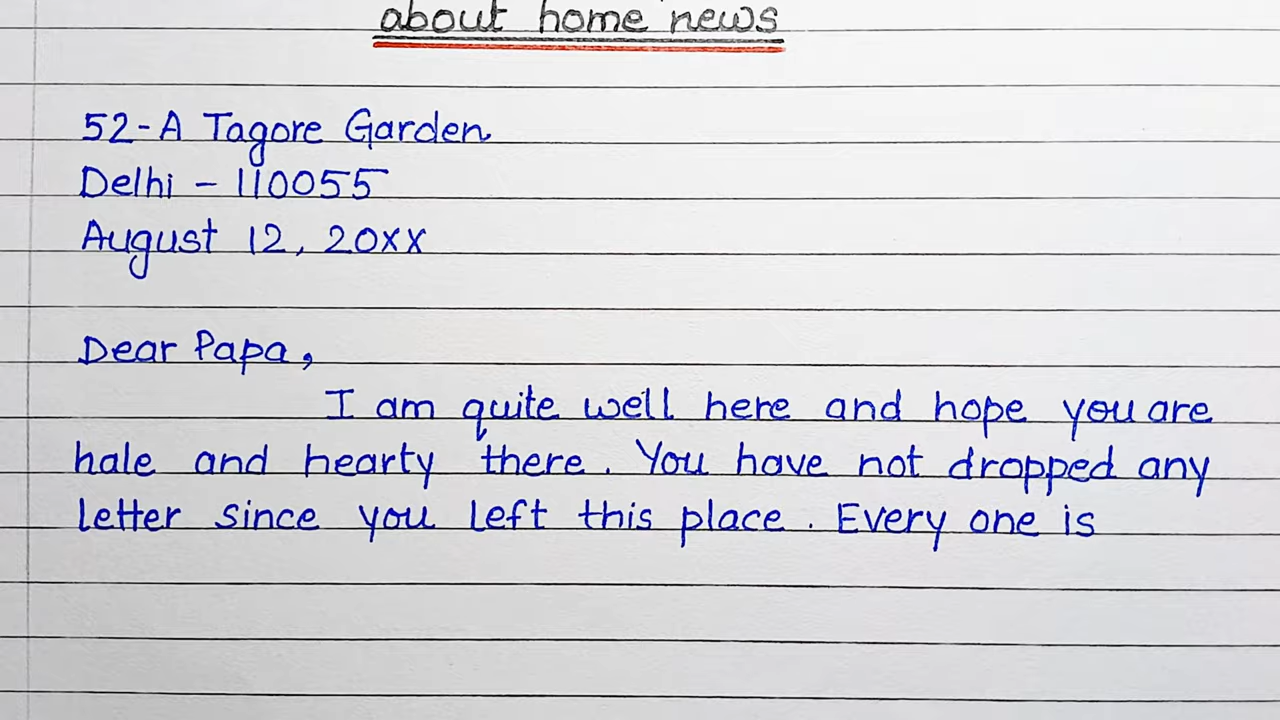 about home news
52-A Tagore Garden
Delhi - 110055
August 12, 20xx
Dear Papa,
I am quite well here and hope you are
hale and hearty there. You have not dropped any
letter since you left this place. Every one is